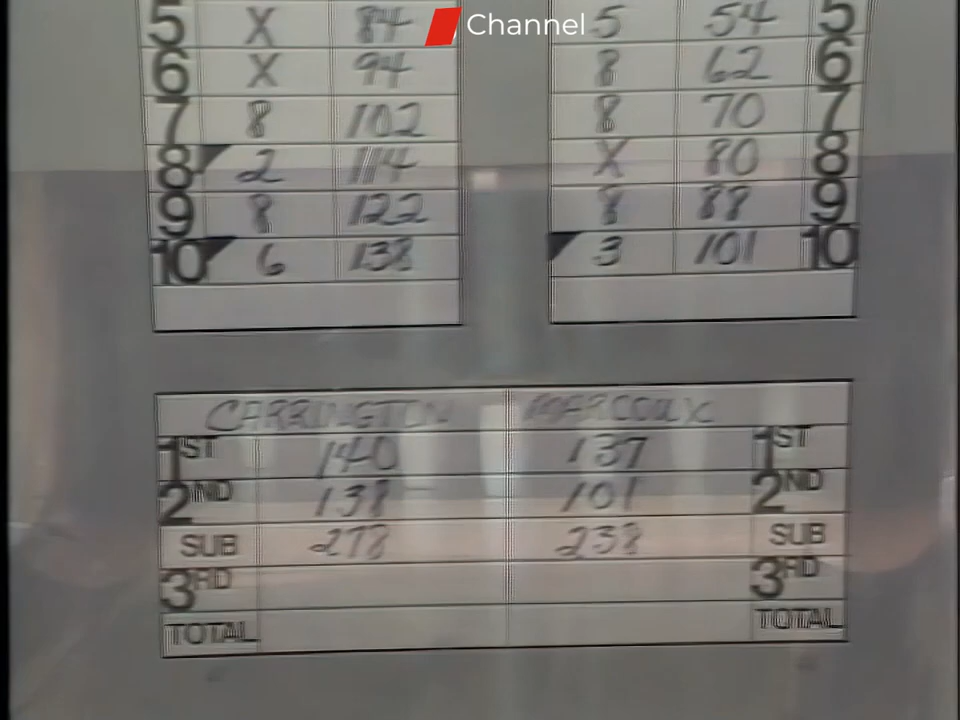 Channel
5 X 84 5 54 5
6 X 94 8 62 6
7 8 102 8 70 7
8 2 114 X 80 8
9 8 122 8 88 9
10 6 138 3 101 10
CARRINGTON MARCOUX
1ST 140 137 1ST
2ND 138 101 2ND
SUB 278 238 SUB
3RD 3RD
TOTAL TOTAL